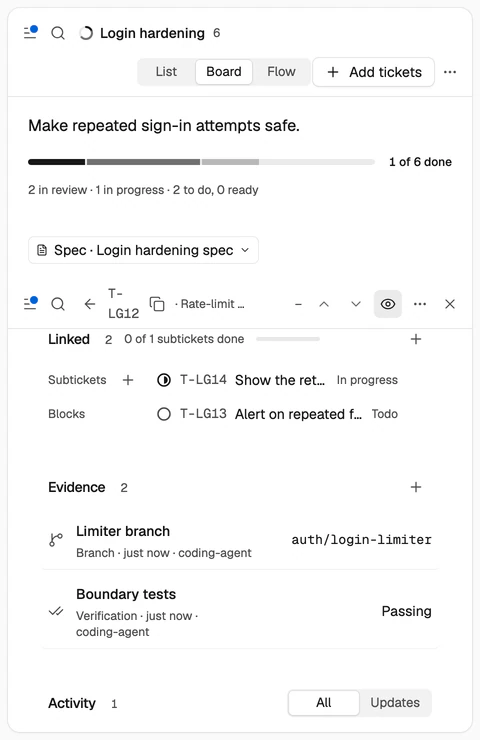 Login hardening 6
List Board Flow + Add tickets ...
Make repeated sign-in attempts safe.
1 of 6 done
2 in review · 1 in progress · 2 to do, 0 ready
Spec · Login hardening spec
T-LG12 · Rate-limit ...
Linked 2 0 of 1 subtickets done
Subtickets T-LG14 Show the ret... In progress
Blocks T-LG13 Alert on repeated f... Todo
Evidence 2
Limiter branch
Branch · just now · coding-agent
auth/login-limiter
Boundary tests
Verification · just now ·
coding-agent
Passing
Activity 1 All Updates